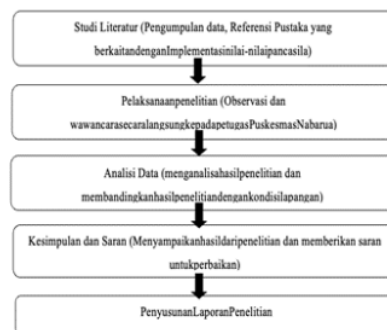 Studi Literatur (Pengumpulan data, Referensi Pustaka yang
berkaitandenganImplementasinilai-nilaipancasila)
Pelaksanaanpenelitian (Observasi dan
wawancarasecaralangsungkepadapetugasPuskesmasNabarua)
Analisi Data (menganalisahasilpenelitian dan
membandingkanhasilpenelitiandengankondisilapangan)
Kesimpulan dan Saran (Menyampaikanhasildaripenelitian dan memberikan saran
untukperbaikan)
PenyusunanLaporanPenelitian